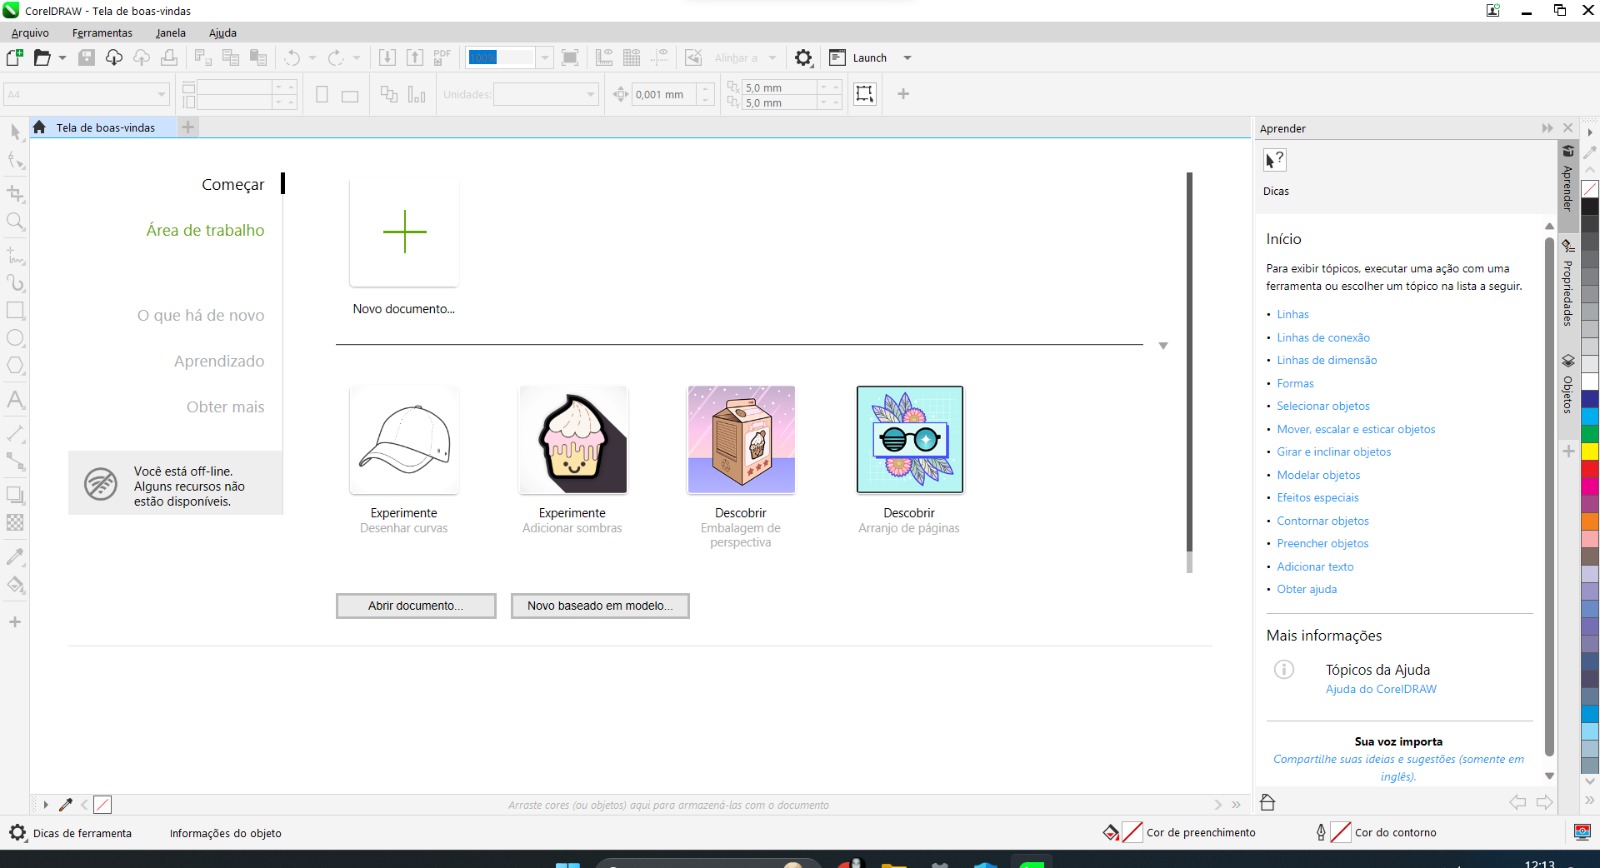 CorelDRAW - Tela de boas-vindas
Arquivo Ferramentas Janela Ajuda
PDF 100% Alinhar a Launch
A4 Unidades: 0,001 mm 5,0 mm
5,0 mm
Tela de boas-vindas
Começar
Área de trabalho
O que há de novo
Aprendizado
Obter mais
Você está off-line.
Alguns recursos não
estão disponíveis.
Novo documento...
Experimente
Desenhar curvas
Experimente
Adicionar sombras
Descobrir
Embalagem de
perspectiva
Descobrir
Arranjo de páginas
Abrir documento...
Novo baseado em modelo...
Aprender
Dicas
Início
Para exibir tópicos, executar uma ação com uma
ferramenta ou escolher um tópico na lista a seguir.
• Linhas
• Linhas de conexão
• Linhas de dimensão
• Formas
• Selecionar objetos
• Mover, escalar e esticar objetos
• Girar e inclinar objetos
• Modelar objetos
• Efeitos especiais
• Contornar objetos
• Preencher objetos
• Adicionar texto
• Obter ajuda
Mais informações
Tópicos da Ajuda
Ajuda do CorelDRAW
Sua voz importa
Compartilhe suas ideias e sugestões (somente em
inglês).
Aprender
Propriedades
Objetos
Arraste cores (ou objetos) aqui para armazená-las com o documento
Dicas de ferramenta Informações do objeto Cor de preenchimento Cor do contorno
12:13